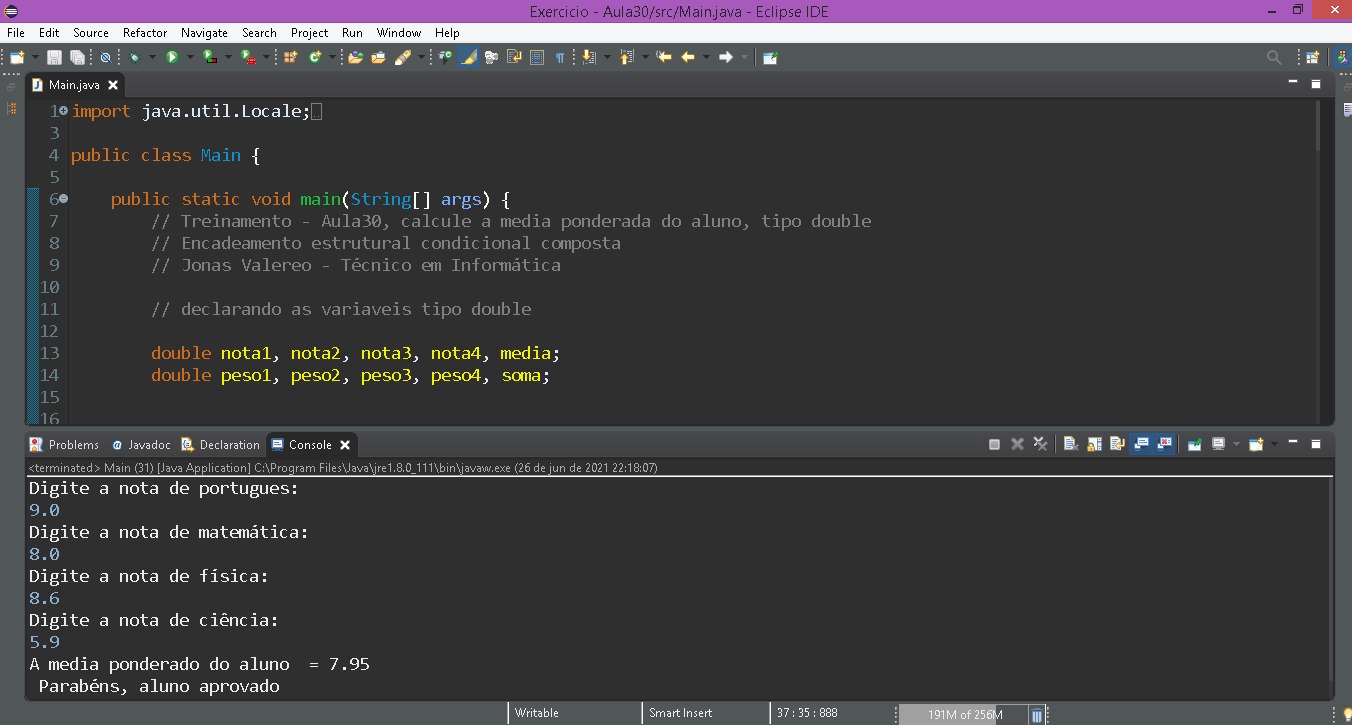 Exercicio - Aula30/src/Main.java - Eclipse IDE
File Edit Source Refactor Navigate Search Project Run Window Help
Main.java
1 import java.util.Locale;
3
4 public class Main {
5
6 public static void main(String[] args) {
7 // Treinamento - Aula30, calcule a media ponderada do aluno, tipo double
8 // Encadeamento estrutural condicional composta
9 // Jonas Valereo - Técnico em Informática
10
11 // declarando as variaveis tipo double
12
13 double nota1, nota2, nota3, nota4, media;
14 double peso1, peso2, peso3, peso4, soma;
15
16
Problems @ Javadoc Declaration Console
<terminated> Main (31) [Java Application] C:\Program Files\Java\jre1.8.0_111\bin\javaw.exe (26 de jun de 2021 22:18:07)
Digite a nota de portugues:
9.0
Digite a nota de matemática:
8.0
Digite a nota de física:
8.6
Digite a nota de ciência:
5.9
A media ponderado do aluno  = 7.95
Parabéns, aluno aprovado
Writable Smart Insert 37 : 35 : 888 191M of 256M